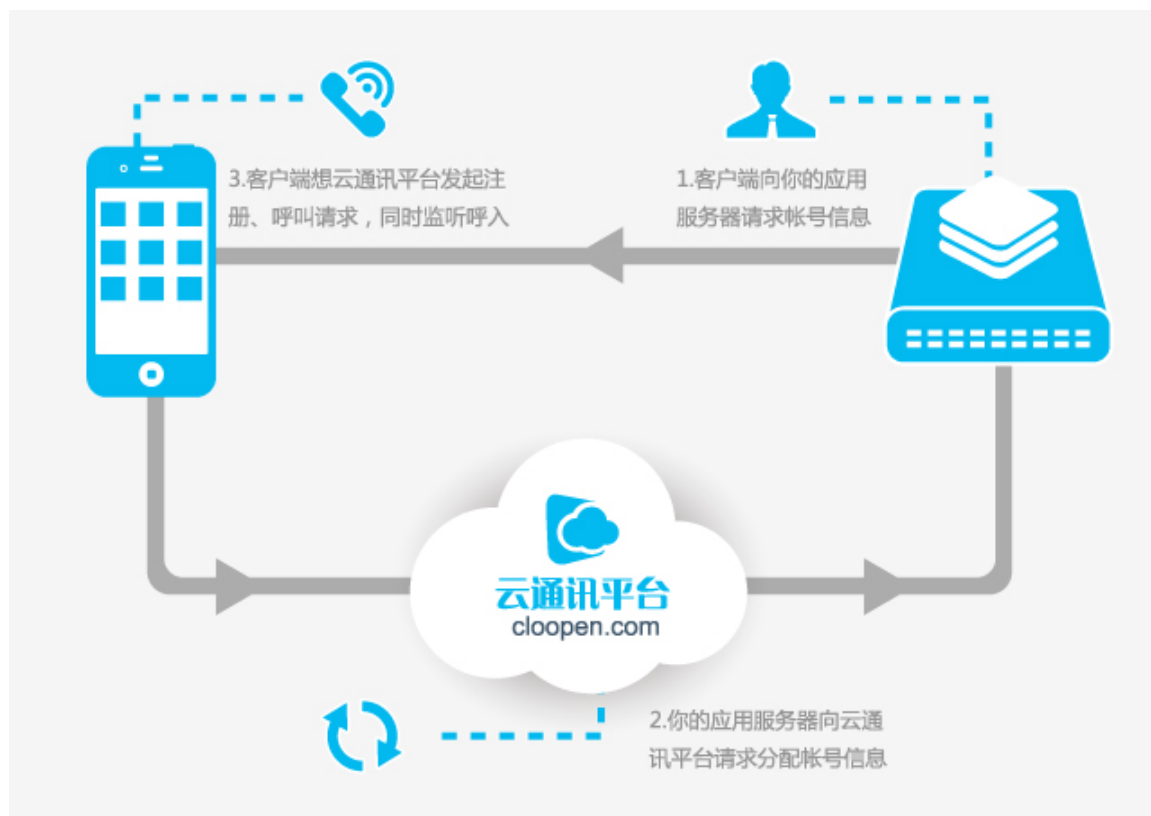 3.客户端想云通讯平台发起注
册、呼叫请求，同时监听呼入
1.客户端向你的应用
服务器请求帐号信息
云通讯平台
cloopen.com
2.你的应用服务器向云通
讯平台请求分配帐号信息